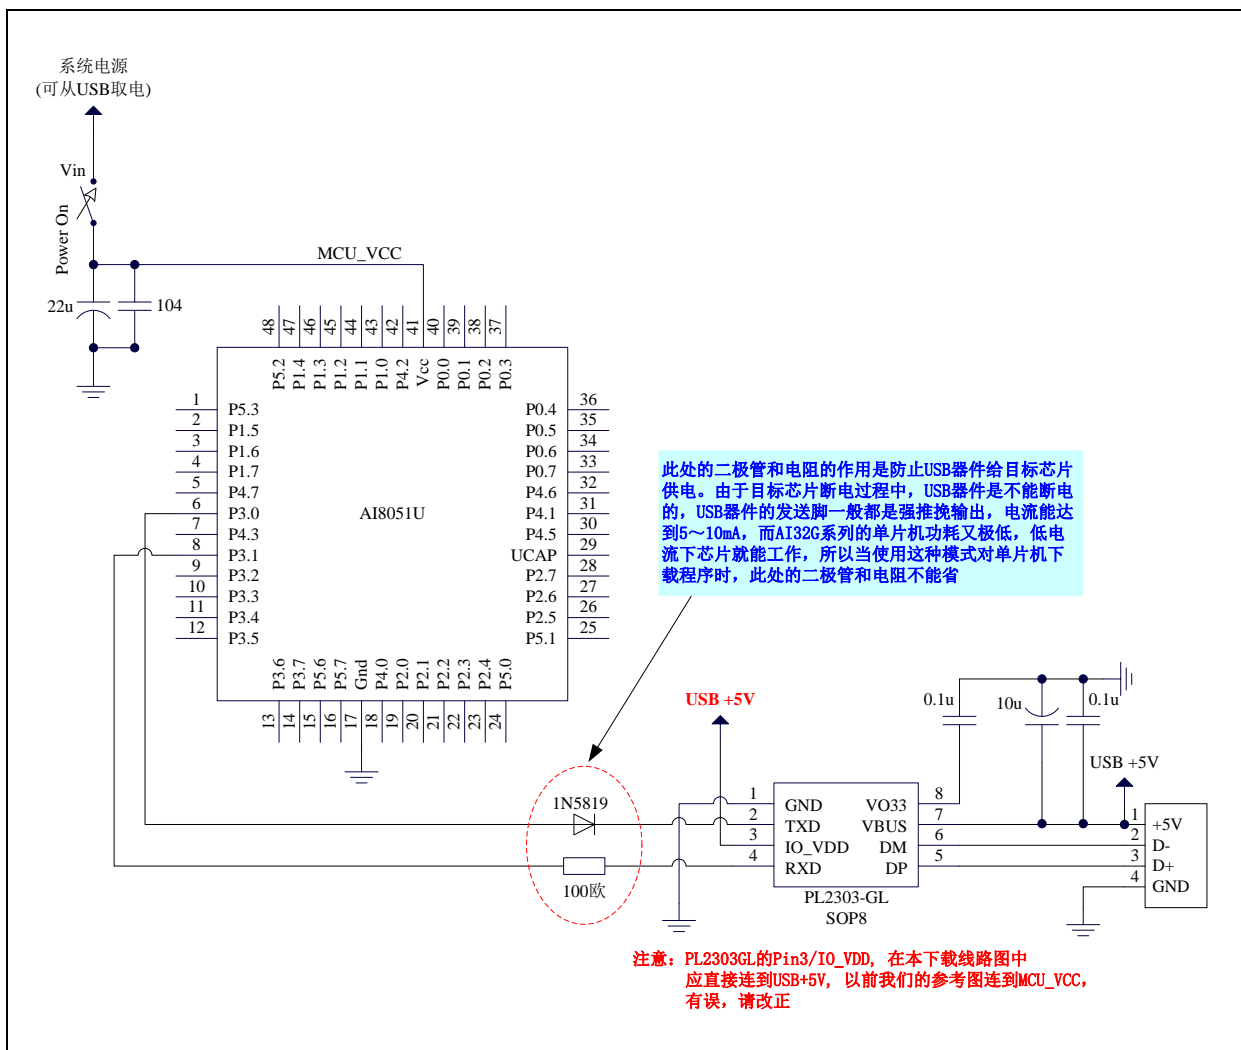 系统电源
(可从USB取电)
Vin
Power On
MCU_VCC
22u
104
48 47 46 45 44 43 42 41 40 39 38 37
P5.2 P1.4 P1.3 P1.2 P1.1 P1.0 P4.2 Vcc P0.0 P0.1 P0.2 P0.3
1 P5.3
2 P1.5
3 P1.6
4 P1.7
5 P4.7
6 P3.0
7 P4.3
8 P3.1
9 P3.2
10 P3.3
11 P3.4
12 P3.5
AI8051U
P0.4 36
P0.5 35
P0.6 34
P0.7 33
P4.6 32
P4.1 31
P4.5 30
UCAP 29
P2.7 28
P2.6 27
P2.5 26
P5.1 25
P3.6 P3.7 P5.6 P5.7 Gnd P4.0 P2.0 P2.1 P2.2 P2.3 P2.4 P5.0
13 14 15 16 17 18 19 20 21 22 23 24
此处的二极管和电阻的作用是防止USB器件给目标芯片
供电。由于目标芯片断电过程中，USB器件是不能断电
的，USB器件的发送脚一般都是强推挽输出，电流能达
到5～10mA，而AI32G系列的单片机功耗又极低，低电
流下芯片就能工作，所以当使用这种模式对单片机下
载程序时，此处的二极管和电阻不能省
USB +5V
0.1u
10u
0.1u
USB +5V
1N5819
100欧
1 GND
2 TXD
3 IO_VDD
4 RXD
VO33 8
VBUS 7
DM 6
DP 5
PL2303-GL
SOP8
1 +5V
2 D-
3 D+
4 GND
注意：PL2303GL的Pin3/IO_VDD, 在本下载线路图中
应直接连到USB+5V, 以前我们的参考图连到MCU_VCC,
有误，请改正